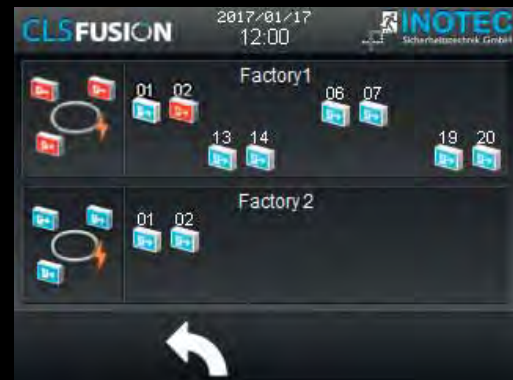 CLSFUSION
2017/01/17
12:00
INOTEC
Sicherheitstechnik GmbH
Factory1
01 02 06 07
13 14 19 20
Factory 2
01 02